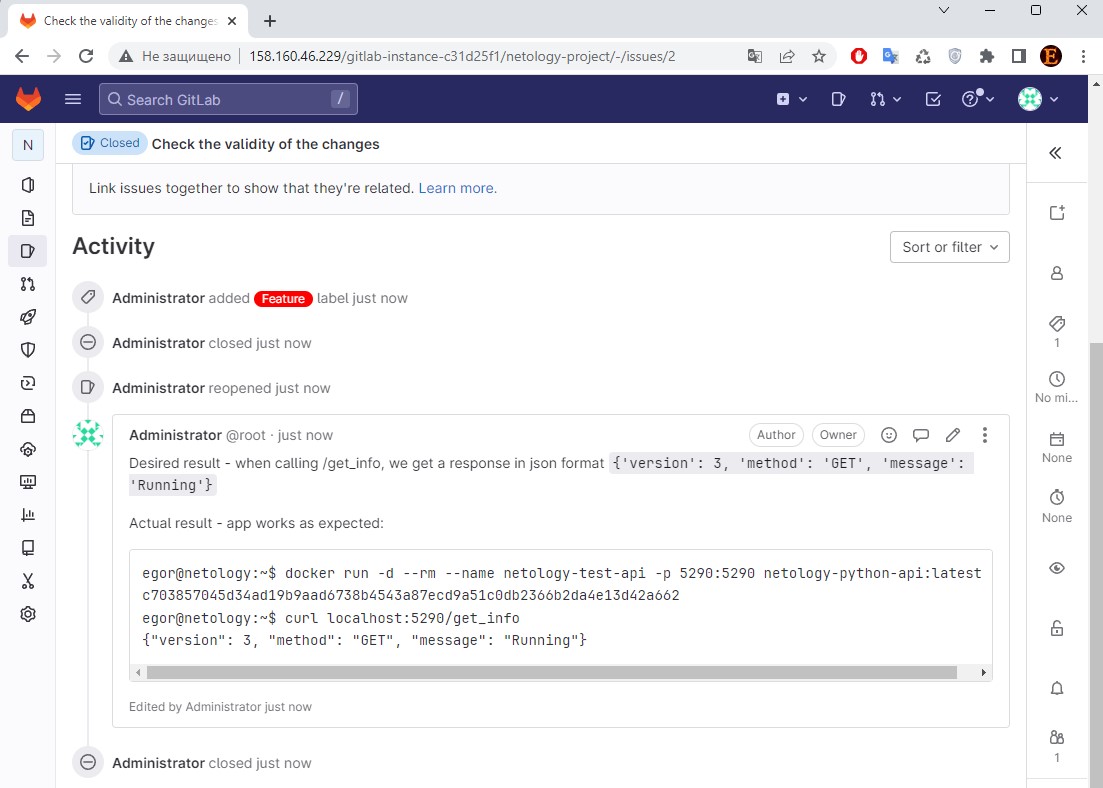 Check the validity of the changes
Не защищено 158.160.46.229/gitlab-instance-c31d25f1/netology-project/-/issues/2
E
Search GitLab /
N
Closed Check the validity of the changes
Link issues together to show that they're related. Learn more.
Activity
Sort or filter
Administrator added Feature label just now
Administrator closed just now
Administrator reopened just now
Administrator @root · just now Author Owner
Desired result - when calling /get_info, we get a response in json format {'version': 3, 'method': 'GET', 'message':
'Running'}
Actual result - app works as expected:
egor@netology:~$ docker run -d --rm --name netology-test-api -p 5290:5290 netology-python-api:latest
c703857045d34ad19b9aad6738b4543a87ecd9a51c0db2366b2da4e13d42a662
egor@netology:~$ curl localhost:5290/get_info
{"version": 3, "method": "GET", "message": "Running"}
Edited by Administrator just now
Administrator closed just now
1
No mi...
None
None
1